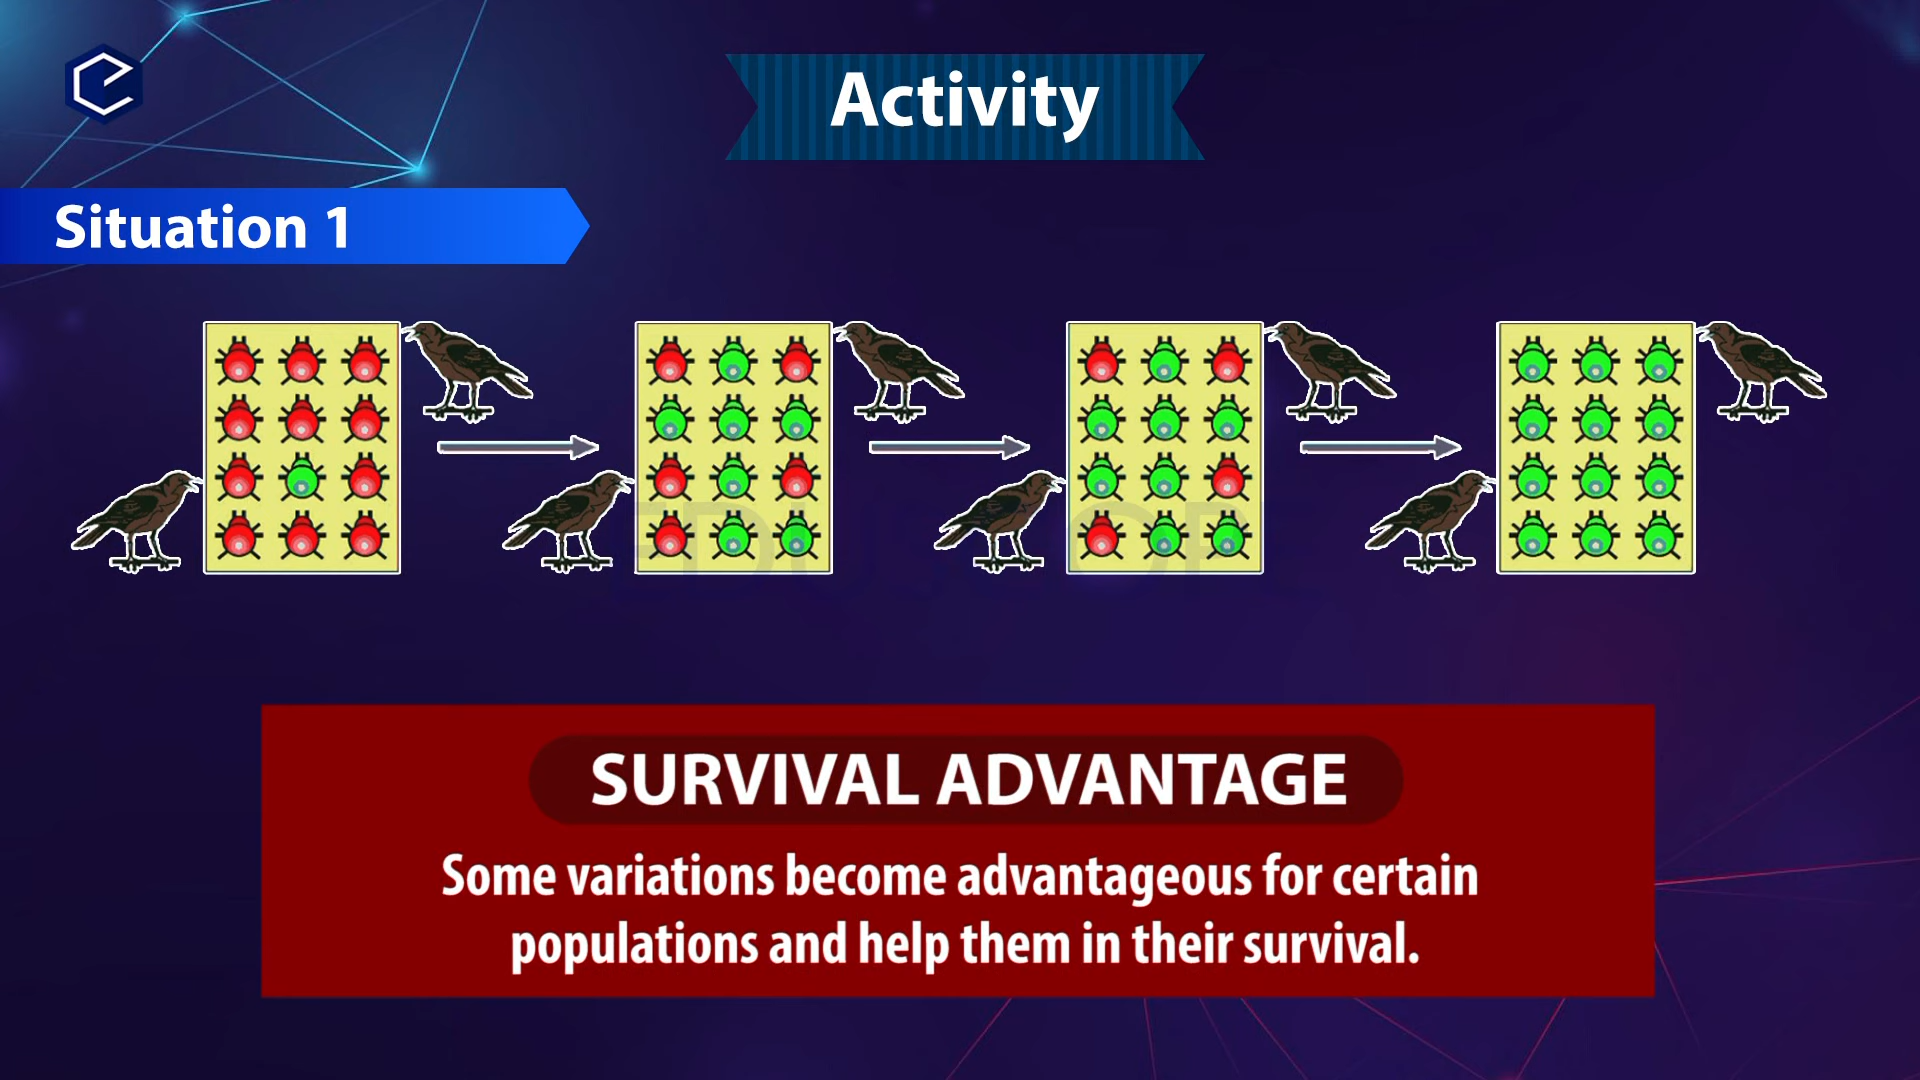 Activity
Situation 1
SURVIVAL ADVANTAGE
Some variations become advantageous for certain
populations and help them in their survival.